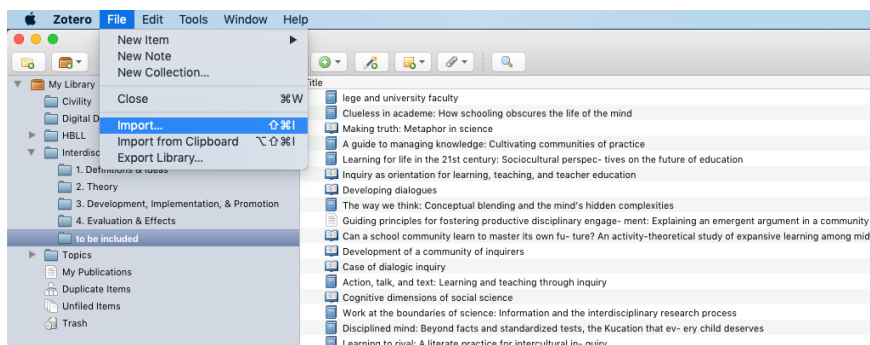 Zotero File Edit Tools Window Help
New Item
New Note
New Collection...
Close ⌘W
Import... ⇧⌘I
Import from Clipboard ⌥⇧⌘I
Export Library...
My Library
Civility
Digital D
HBLL
Interdisc
1. Definitions & Ideas
2. Theory
3. Development, Implementation, & Promotion
4. Evaluation & Effects
to be included
Topics
My Publications
Duplicate Items
Unfiled Items
Trash
Title
lege and university faculty
Clueless in academe: How schooling obscures the life of the mind
Making truth: Metaphor in science
A guide to managing knowledge: Cultivating communities of practice
Learning for life in the 21st century: Sociocultural perspec- tives on the future of education
Inquiry as orientation for learning, teaching, and teacher education
Developing dialogues
The way we think: Conceptual blending and the mind's hidden complexities
Guiding principles for fostering productive disciplinary engage- ment: Explaining an emergent argument in a community
Can a school community learn to master its own fu- ture? An activity-theoretical study of expansive learning among mid
Development of a community of inquirers
Case of dialogic inquiry
Action, talk, and text: Learning and teaching through inquiry
Cognitive dimensions of social science
Work at the boundaries of science: Information and the interdisciplinary research process
Disciplined mind: Beyond facts and standardized tests, the Kucation that ev- ery child deserves
Learning to rival: A literate practice for intercultural in- quiry